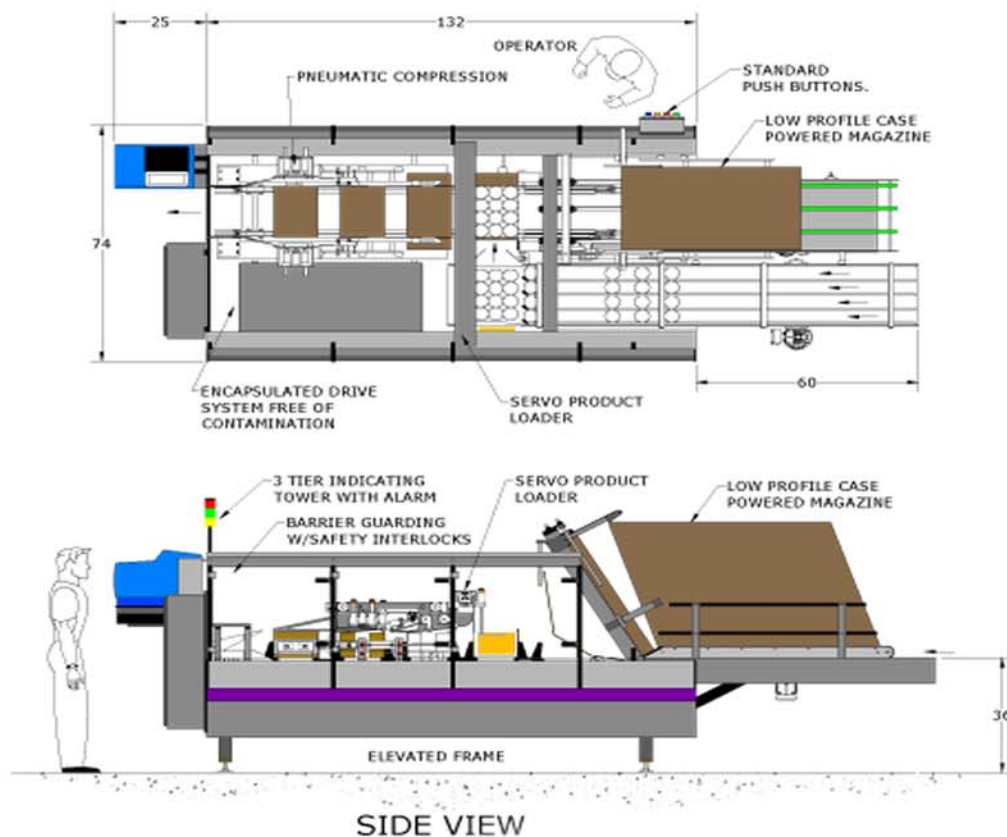 25
132
OPERATOR
PNEUMATIC COMPRESSION
STANDARD
PUSH BUTTONS.
LOW PROFILE CASE
POWERED MAGAZINE
74
60
ENCAPSULATED DRIVE
SYSTEM FREE OF
CONTAMINATION
SERVO PRODUCT
LOADER
3 TIER INDICATING
TOWER WITH ALARM
SERVO PRODUCT
LOADER
LOW PROFILE CASE
POWERED MAGAZINE
BARRIER GUARDING
W/SAFETY INTERLOCKS
36
ELEVATED FRAME
SIDE VIEW